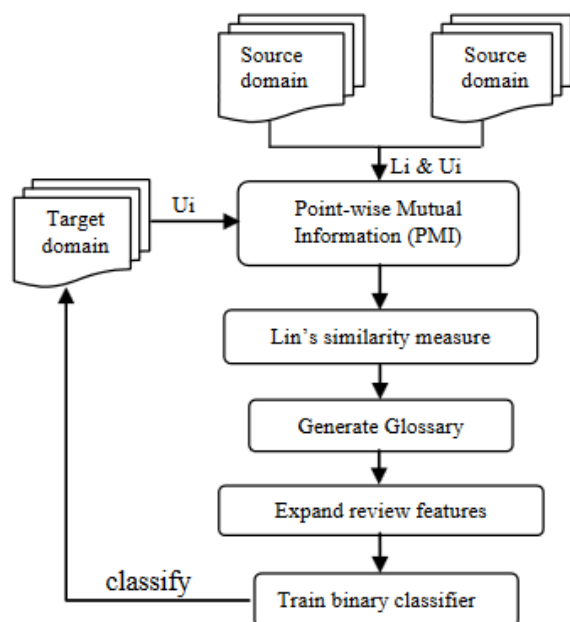 Source
domain
Source
domain
Li & Ui
Target
domain
Ui
Point-wise Mutual
Information (PMI)
Lin's similarity measure
Generate Glossary
Expand review features
classify
Train binary classifier